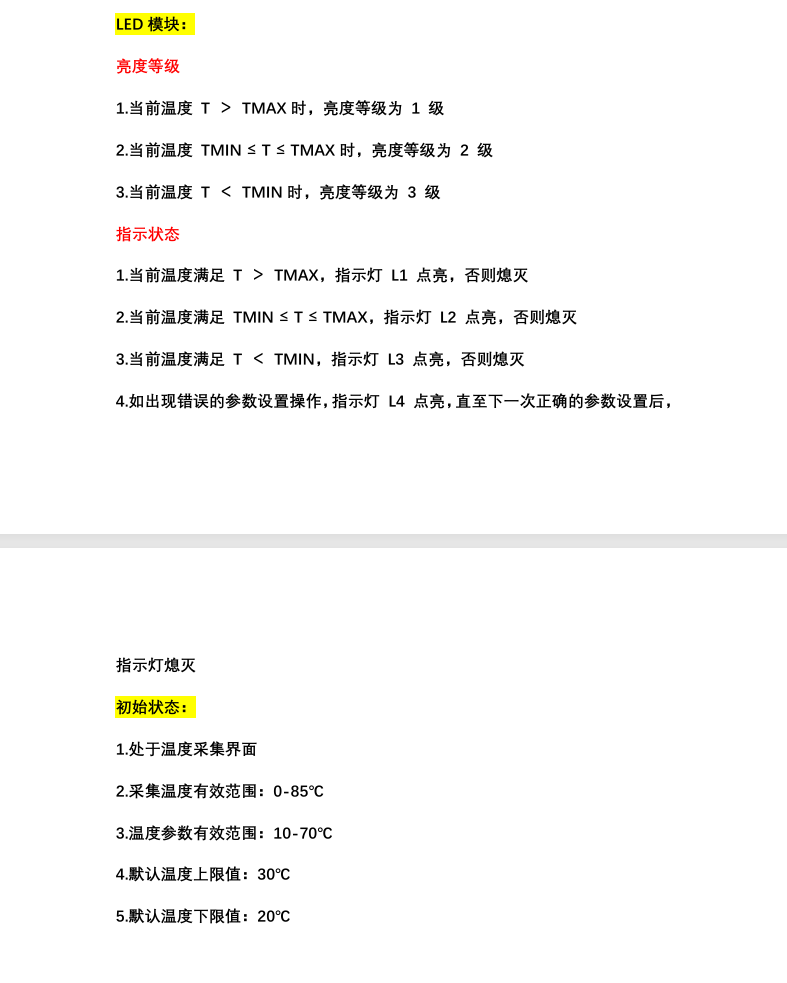 LED 模块：
亮度等级
1.当前温度 T ＞ TMAX 时，亮度等级为 1 级
2.当前温度 TMIN ≤ T ≤ TMAX 时，亮度等级为 2 级
3.当前温度 T ＜ TMIN 时，亮度等级为 3 级
指示状态
1.当前温度满足 T ＞ TMAX，指示灯 L1 点亮，否则熄灭
2.当前温度满足 TMIN ≤ T ≤ TMAX，指示灯 L2 点亮，否则熄灭
3.当前温度满足 T ＜ TMIN，指示灯 L3 点亮，否则熄灭
4.如出现错误的参数设置操作，指示灯 L4 点亮，直至下一次正确的参数设置后，
指示灯熄灭
初始状态：
1.处于温度采集界面
2.采集温度有效范围：0-85℃
3.温度参数有效范围：10-70℃
4.默认温度上限值：30℃
5.默认温度下限值：20℃